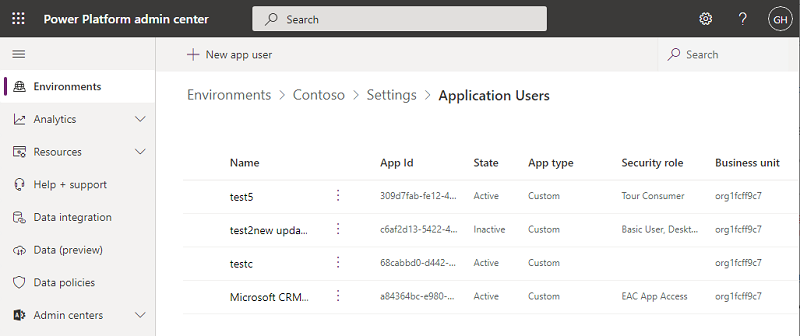 Power Platform admin center Search ? GH
+ New app user Search
Environments
Environments > Contoso > Settings > Application Users
Analytics
Resources
Name App Id State App type Security role Business unit
Help + support
test5 309d7fab-fe12-4... Active Custom Tour Consumer org1fcff9c7
Data integration
test2new upda... c6af2d13-5422-4... Inactive Custom Basic User, Deskt... org1fcff9c7
Data (preview)
testc 68cabbd0-d442-... Active Custom org1fcff9c7
Data policies
Microsoft CRM... a84364bc-e980-... Active Custom EAC App Access org1fcff9c7
Admin centers